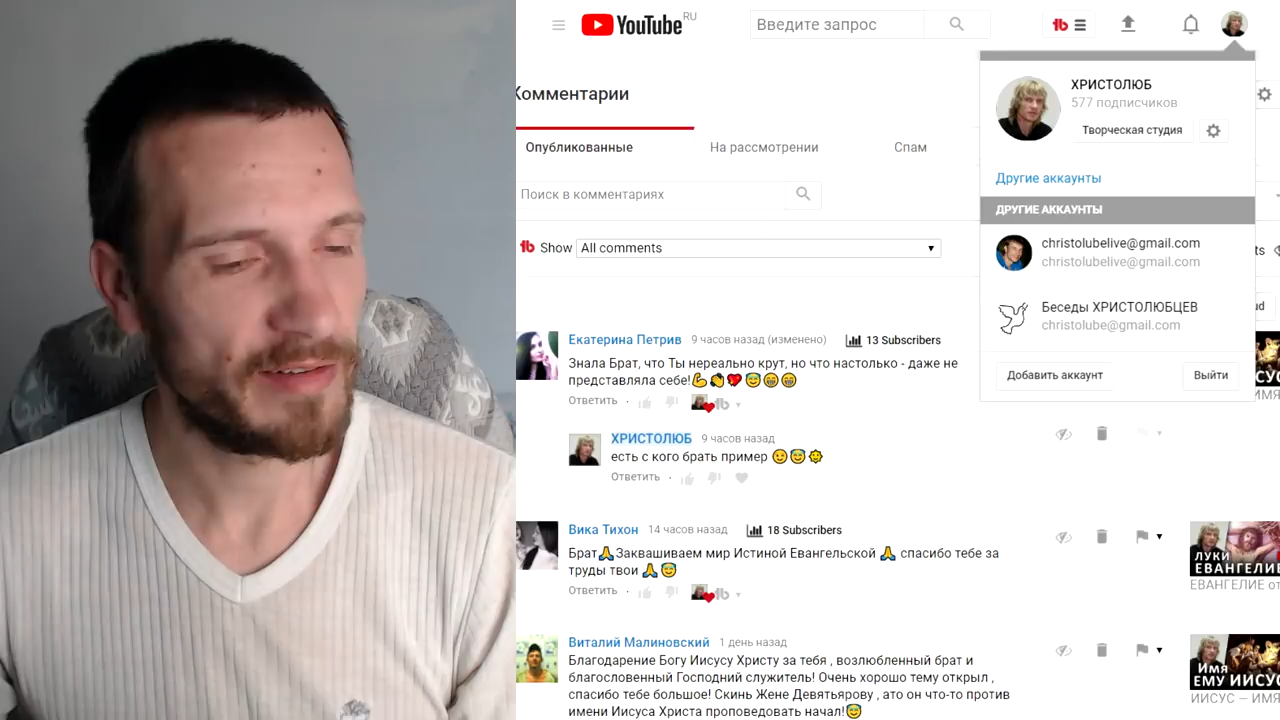 YouTube RU
Введите запрос
Комментарии
Опубликованные
На рассмотрении
Спам
Поиск в комментариях
Show
All comments
ХРИСТОЛЮБ
577 подписчиков
Творческая студия
Другие аккаунты
ДРУГИЕ АККАУНТЫ
christolubelive@gmail.com
christolubelive@gmail.com
Беседы ХРИСТОЛЮБЦЕВ
christolube@gmail.com
Добавить аккаунт
Выйти
Екатерина Петрив 9 часов назад (изменено) 13 Subscribers
Знала Брат, что Ты нереально крут, но что настолько - даже не
представляла себе!💪👏💘😇😁😁
Ответить
ХРИСТОЛЮБ 9 часов назад
есть с кого брать пример 😉😇🌞
Ответить
Вика Тихон 14 часов назад 18 Subscribers
Брат🙏Заквашиваем мир Истиной Евангельской 🙏 спасибо тебе за
труды твои 🙏😇
Ответить
ЛУКИ
ЕВАНГЕЛИЕ
ЕВАНГЕЛИЕ от
Виталий Малиновский 1 день назад
Благодарение Богу Иисусу Христу за тебя , возлюбленный брат и
благословенный Господний служитель! Очень хорошо тему открыл ,
спасибо тебе большое! Скинь Жене Девятьярову , ато он что-то против
имени Иисуса Христа проповедовать начал!😇
Имя
ЕМУ ИИСУС
ИИСУС — ИМЯ